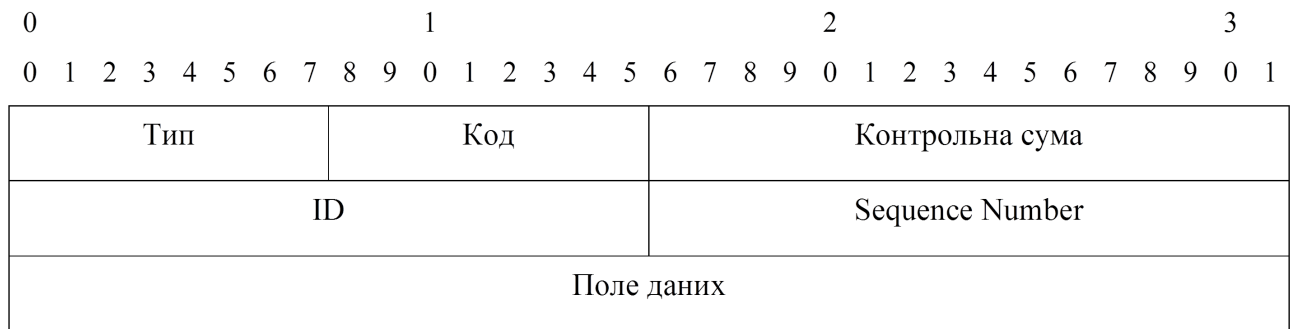 0 1 2 3
0 1 2 3 4 5 6 7 8 9 0 1 2 3 4 5 6 7 8 9 0 1 2 3 4 5 6 7 8 9 0 1
Тип Код Контрольна сума
ID Sequence Number
Поле даних